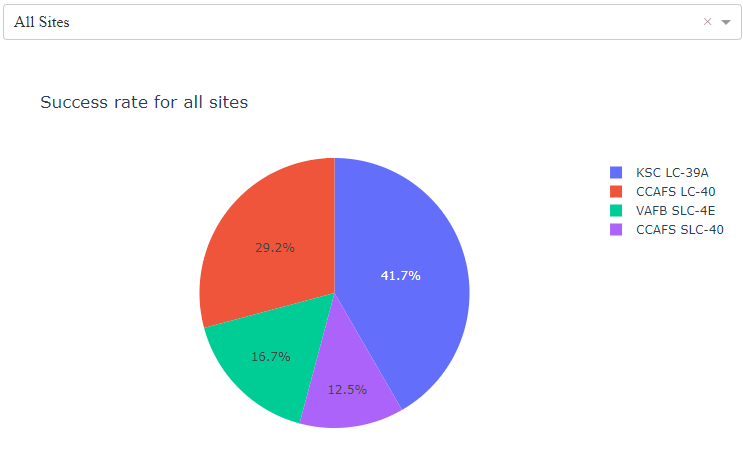 All Sites
Success rate for all sites
KSC LC-39A
CCAFS LC-40
VAFB SLC-4E
CCAFS SLC-40
29.2%
41.7%
16.7%
12.5%